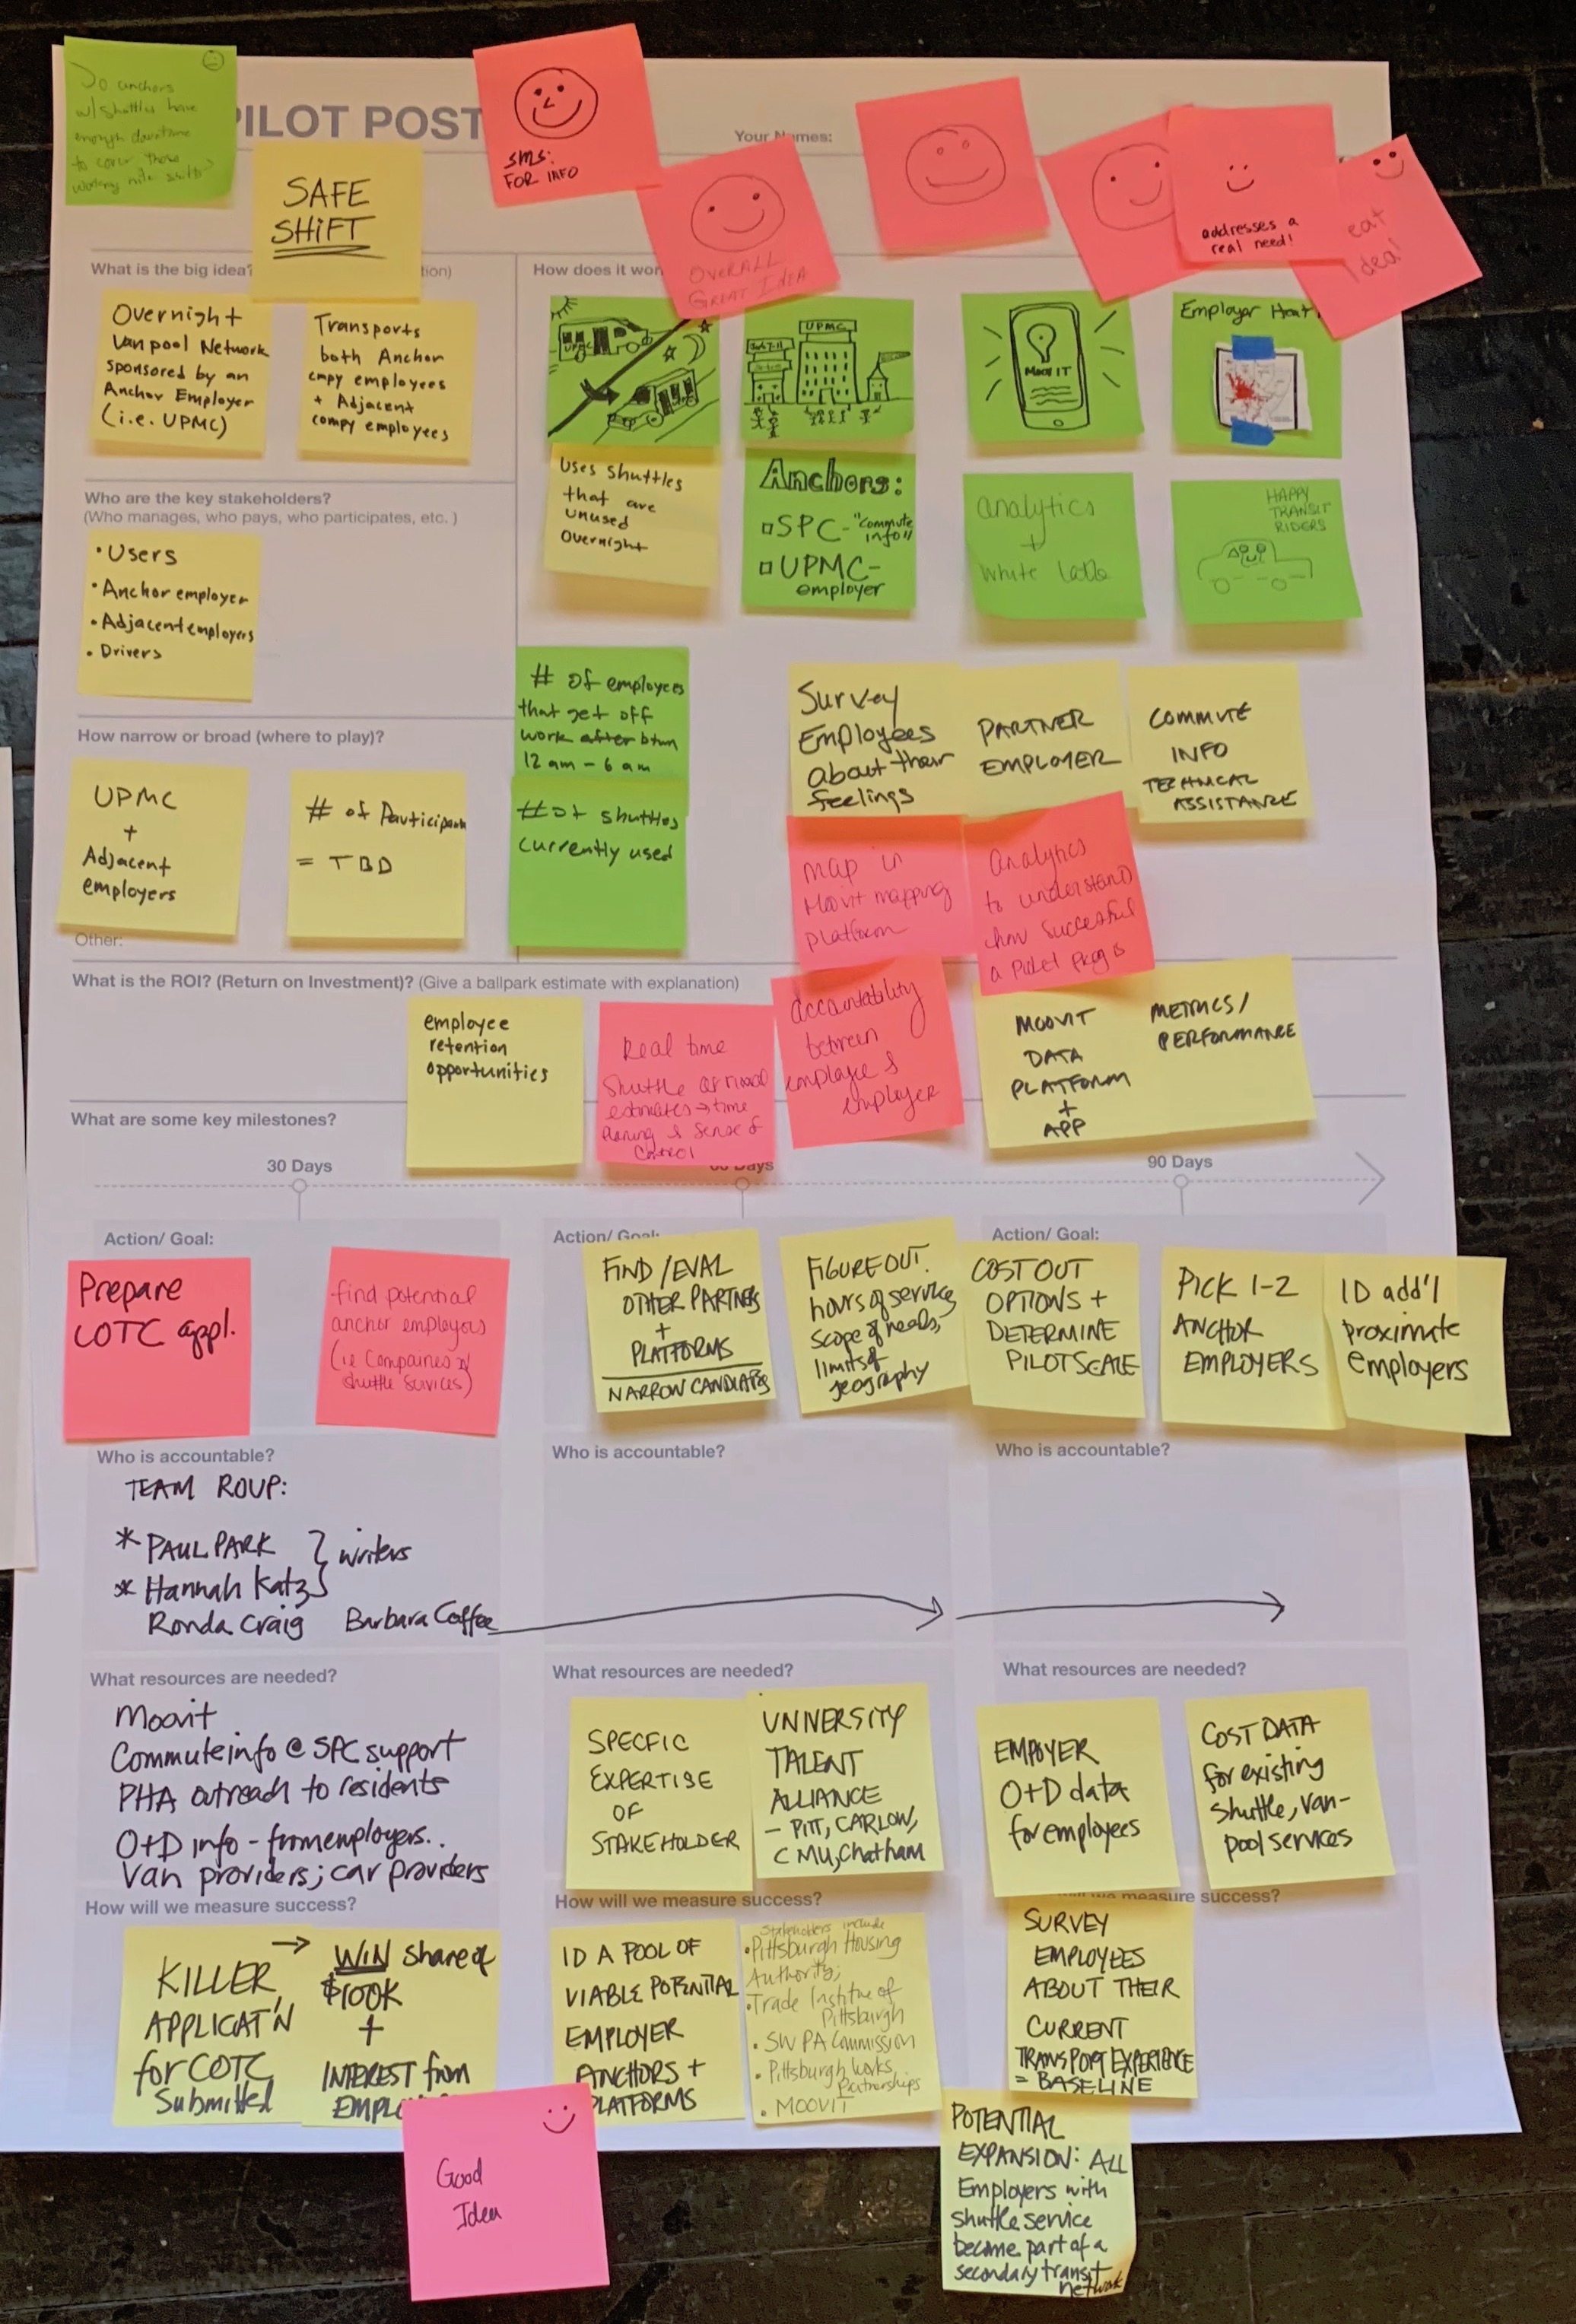 Do anchors
w/shuttles have
enough downtime
to cover those
working nite shifts?
PILOT POST
SAFE
SHIFT
SMS:
FOR INFO
Your Names:
OVERALL
GREAT IDEA
addresses a
real need!
eat
Idea!
What is the big idea?
tion)
Overnight
Vanpool Network
sponsored by an
Anchor Employer
(i.e. UPMC)
Transports
both Anchor
empy employees
+ Adjacent
compy employees
How does it wor
UPMC
UPMC
MOOVIT
Employer Heat
Uses shuttles
that are
unused
overnight
Anchors:
SPC - "commute
info"
UPMC -
employer
analytics
+
white label
HAPPY
TRANSIT
RIDERS
Who are the key stakeholders?
(Who manages, who pays, who participates, etc. )
• Users
• Anchor employer
• Adjacent employers
• Drivers
How narrow or broad (where to play)?
UPMC
+
Adjacent
employers
# of Participan
= TBD
# of employees
that get off
work after btwn
12 am - 6 am
# of shuttles
currently used
Other:
Survey
Employees
about their
feelings
PARTNER
EMPLOYER
COMMUTE
INFO
TECHNICAL
ASSISTANCE
map in
Moovit mapping
platform
Analytics
to understand
how successful
a pilot prog is
What is the ROI? (Return on Investment)? (Give a ballpark estimate with explanation)
employee
retention
opportunities
Real time
shuttle arrival
estimates → time
planning & sense of
control
accountability
between
employee &
employer
MOOVIT
DATA
PLATFORM
+
APP
METRICS/
PERFORMANCE
What are some key milestones?
30 Days
60 Days
90 Days
Action/ Goal:
Prepare
COTC appl.
find potential
anchor employers
(ie Companies w/
shuttle survices)
Action/ Goal:
FIND/EVAL
OTHER PARTNERS
+
PLATFORMS
NARROW CANDIDATES
FIGURE OUT
hours of service,
scope of needs,
limits of
geography
Action/ Goal:
COST OUT
OPTIONS +
DETERMINE
PILOT SCALE
PICK 1-2
ANCHOR
EMPLOYERS
ID add'l
proximate
employers
Who is accountable?
TEAM ROUP:
* PAUL PARK } writers
* Hannah Katz
Ronda Craig Barbara Coffee
Who is accountable?
Who is accountable?
What resources are needed?
Moovit
Commuteinfo @ SPC support
PHA outreach to residents
O+D info - from employers..
Van providers; car providers
What resources are needed?
SPECFIC
EXPERTISE
OF
STAKEHOLDER
UNIVERSITY
TALENT
ALLIANCE
- PITT, CARLOW,
CMU, Chatham
What resources are needed?
EMPOYER
O+D data
for employees
COST DATA
for existing
shuttle, van-
pool services
How will we measure success?
KILLER
APPLICAT'N
for COTC
Submitted
→ WIN share of
$100K
+
INTEREST from
EMPLO
How will we measure success?
ID A POOL OF
VIABLE POTENTIAL
EMPLOYER
ANCHORS +
PLATFORMS
Stakeholders include
• Pittsburgh Housing
Authority;
• Trade Institue of
Pittsburgh
• SW PA Commission
• Pittsburgh Works
Partnerships
• MOOVIT
will we measure success?
SURVEY
EMPLOYEES
ABOUT THEIR
CURRENT
TRANSPORT EXPERIENCE
= BASELINE
Good
Idea
POTENTIAL
EXPANSION: ALL
Employers with
shuttle service
become part of a
secondary transit
network